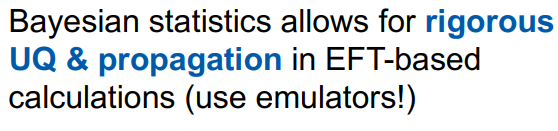 Bayesian statistics allows for rigorous
UQ & propagation in EFT-based
calculations (use emulators!)